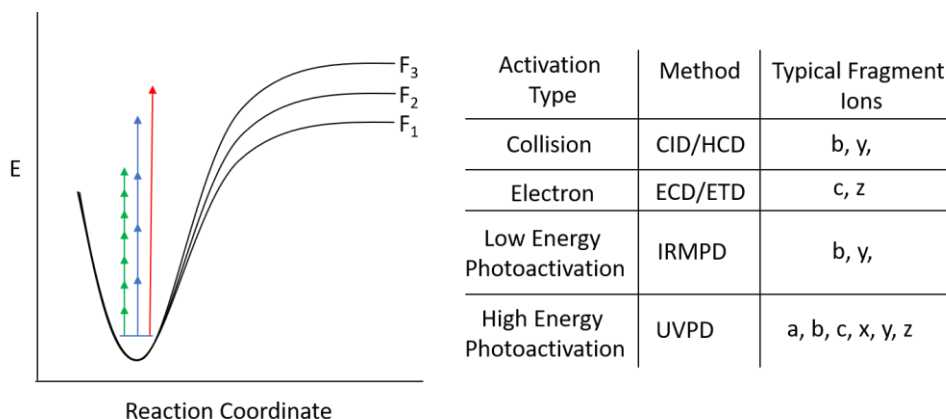 E
F3
F2
F1
Reaction Coordinate
Activation Type Method Typical Fragment Ions
Collision CID/HCD b, y,
Electron ECD/ETD c, z
Low Energy Photoactivation IRMPD b, y,
High Energy Photoactivation UVPD a, b, c, x, y, z